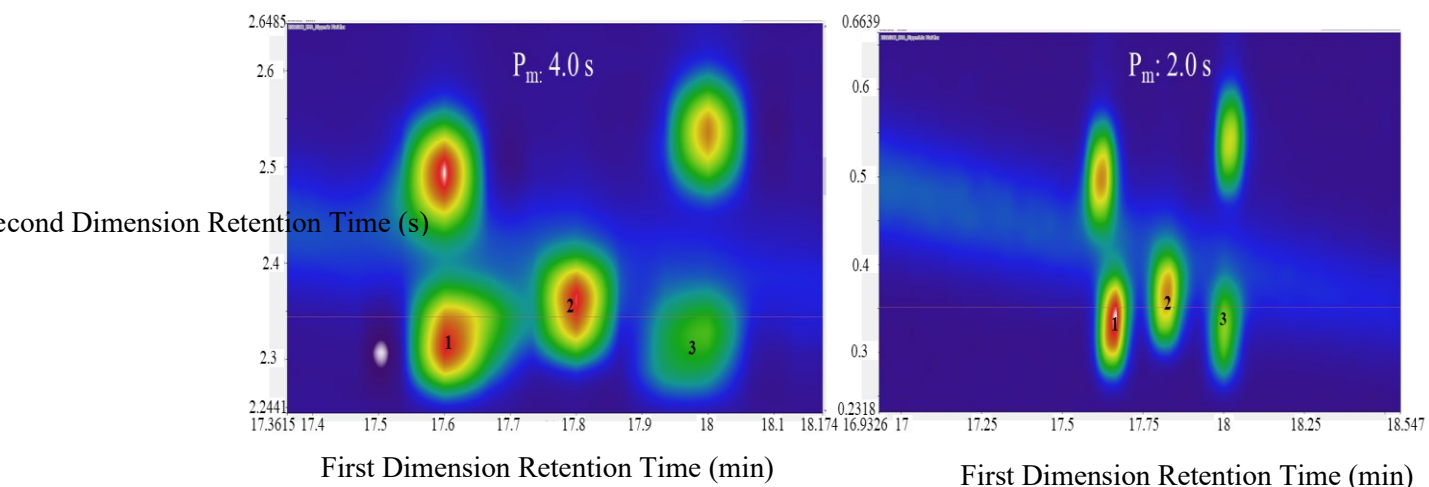 2.6485
2.6
2.5
2.4
2.3
2.2441
17.3615 17.4 17.5 17.6 17.7 17.8 17.9 18 18.1 18.174
Pm: 4.0 s
1
2
3
econd Dimension Retention Time (s)
First Dimension Retention Time (min)
0.6639
0.6
0.5
0.4
0.3
0.2318
16.9326 17 17.25 17.5 17.75 18 18.25 18.547
Pm: 2.0 s
1
2
3
First Dimension Retention Time (min)